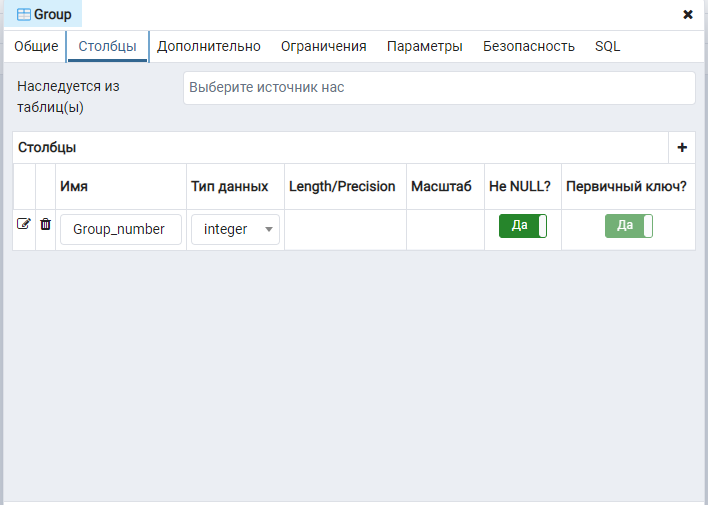 Group
Общие Столбцы Дополнительно Ограничения Параметры Безопасность SQL
Наследуется из
таблиц(ы)
Выберите источник нас
Столбцы
Имя Тип данных Length/Precision Масштаб Не NULL? Первичный ключ?
Group_number integer Да Да